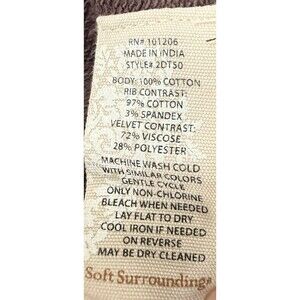 RN# 101206
MADE IN INDIA
STYLE# 2DT50
BODY: 100% COTTON
RIB CONTRAST:
97% COTTON
3% SPANDEX
VELVET CONTRAST:
72% VISCOSE
28% POLYESTER
MACHINE WASH COLD
WITH SIMILAR COLORS
GENTLE CYCLE
ONLY NON-CHLORINE
BLEACH WHEN NEEDED
LAY FLAT TO DRY
COOL IRON IF NEEDED
ON REVERSE
MAY BE DRY CLEANED
Soft Surroundings